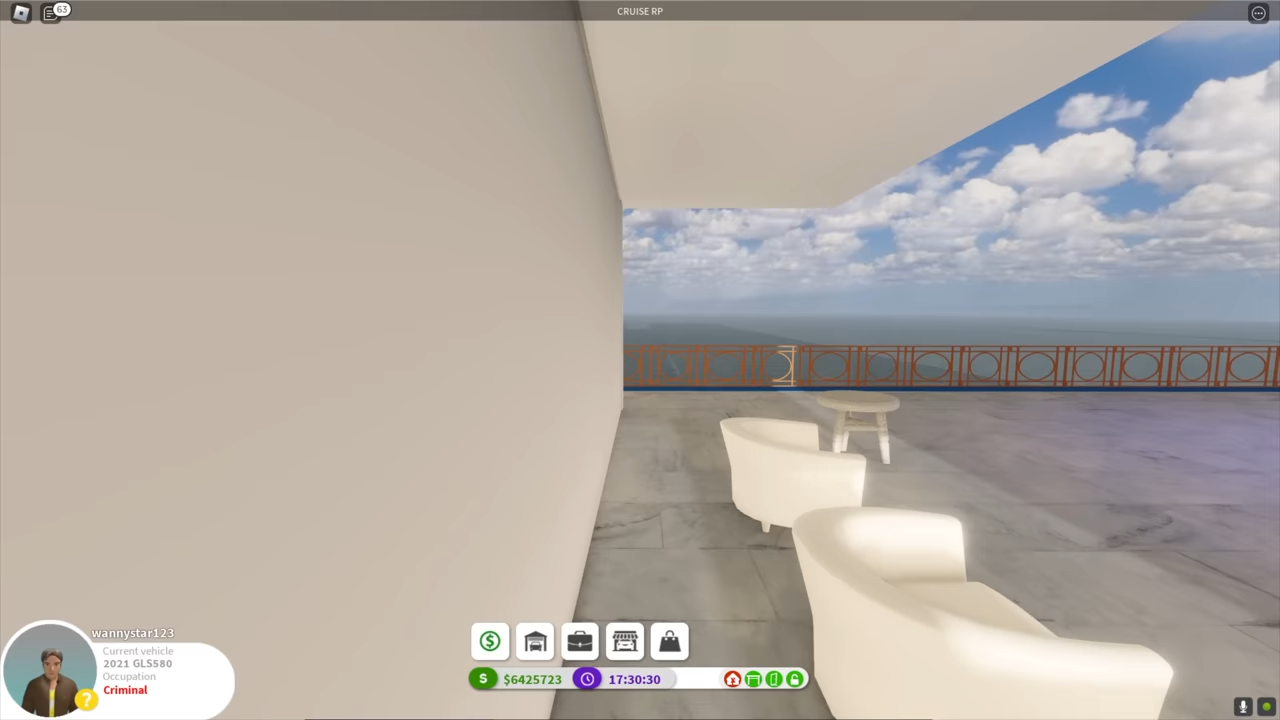 63
CRUISE RP
wannystar123
Current vehicle
2021 GLS580
Occupation
Criminal
?
$
$ $6425723 17:30:30